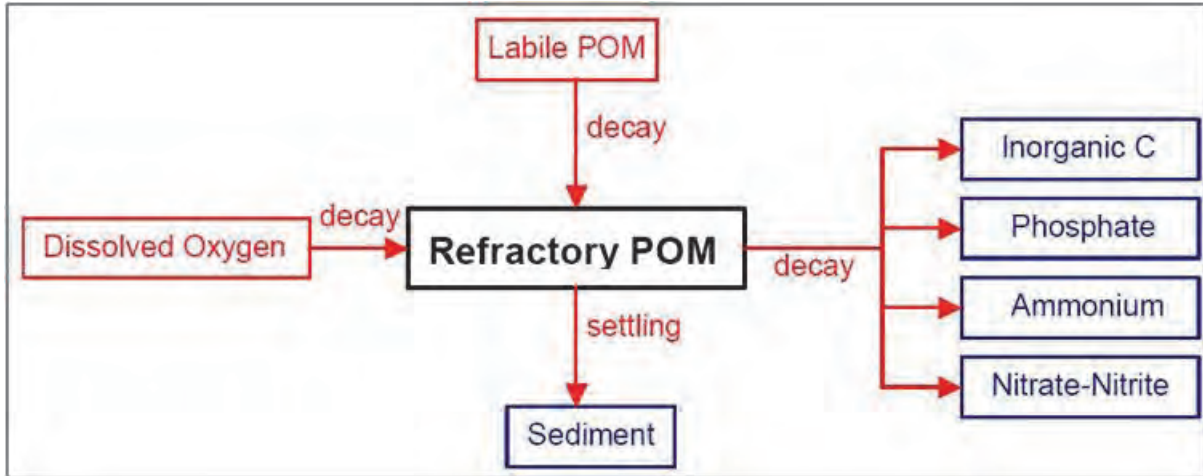 Labile POM
decay
Inorganic C
decay
Phosphate
Dissolved Oxygen
Refractory POM
decay
Ammonium
settling
Nitrate-Nitrite
Sediment